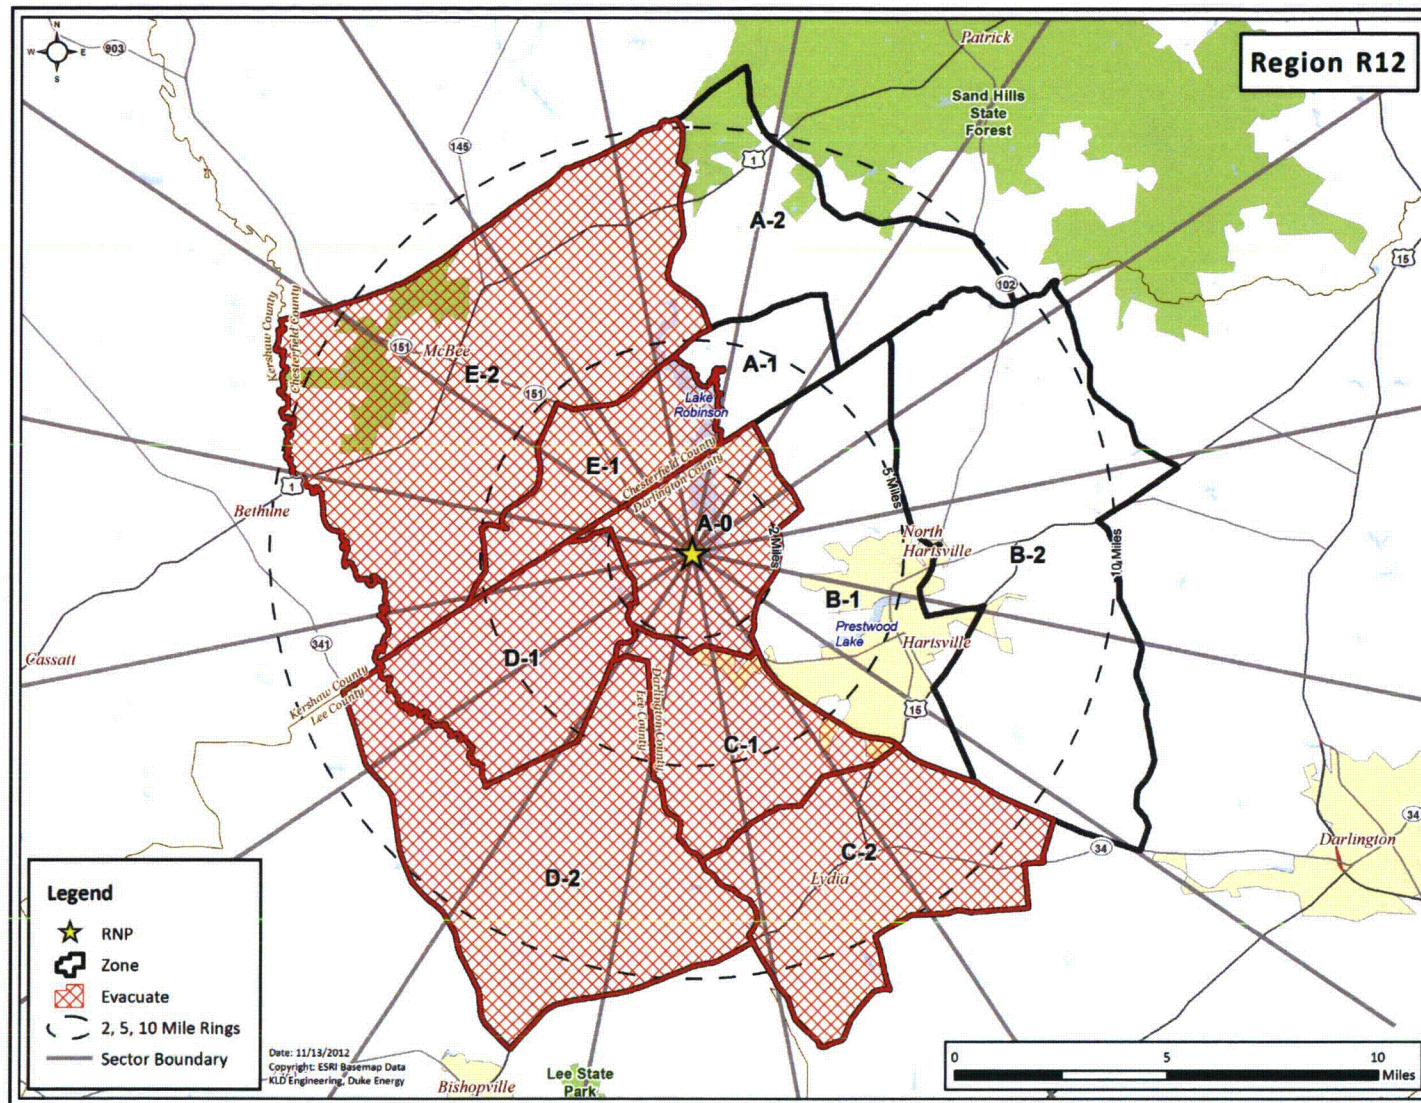 N
W E
S
903
Patrick
Region R12
Sand Hills
State
Forest
145
1
A-2
15
102
Kershaw County
Chesterfield County
151
McBee
E-2
A-1
151
Lake
Robinson
E-1
Chesterfield County
Darlington County
5 Miles
1
Bethune
A-0
2 Miles
North
Hartsville
B-2
10 Miles
B-1
Prestwood
Lake
Hartsville
341
Cassatt
D-1
Kershaw County
Lee County
Darlington County
Lee County
15
C-1
34
Darlington
34
C-2
D-2
Lydia
Legend
RNP
Zone
Evacuate
2, 5, 10 Mile Rings
Sector Boundary
Date: 11/13/2012
Copyright: ESRI Basemap Data
KLD Engineering, Duke Energy
Bishopville
Lee State
Park
0 5 10
Miles